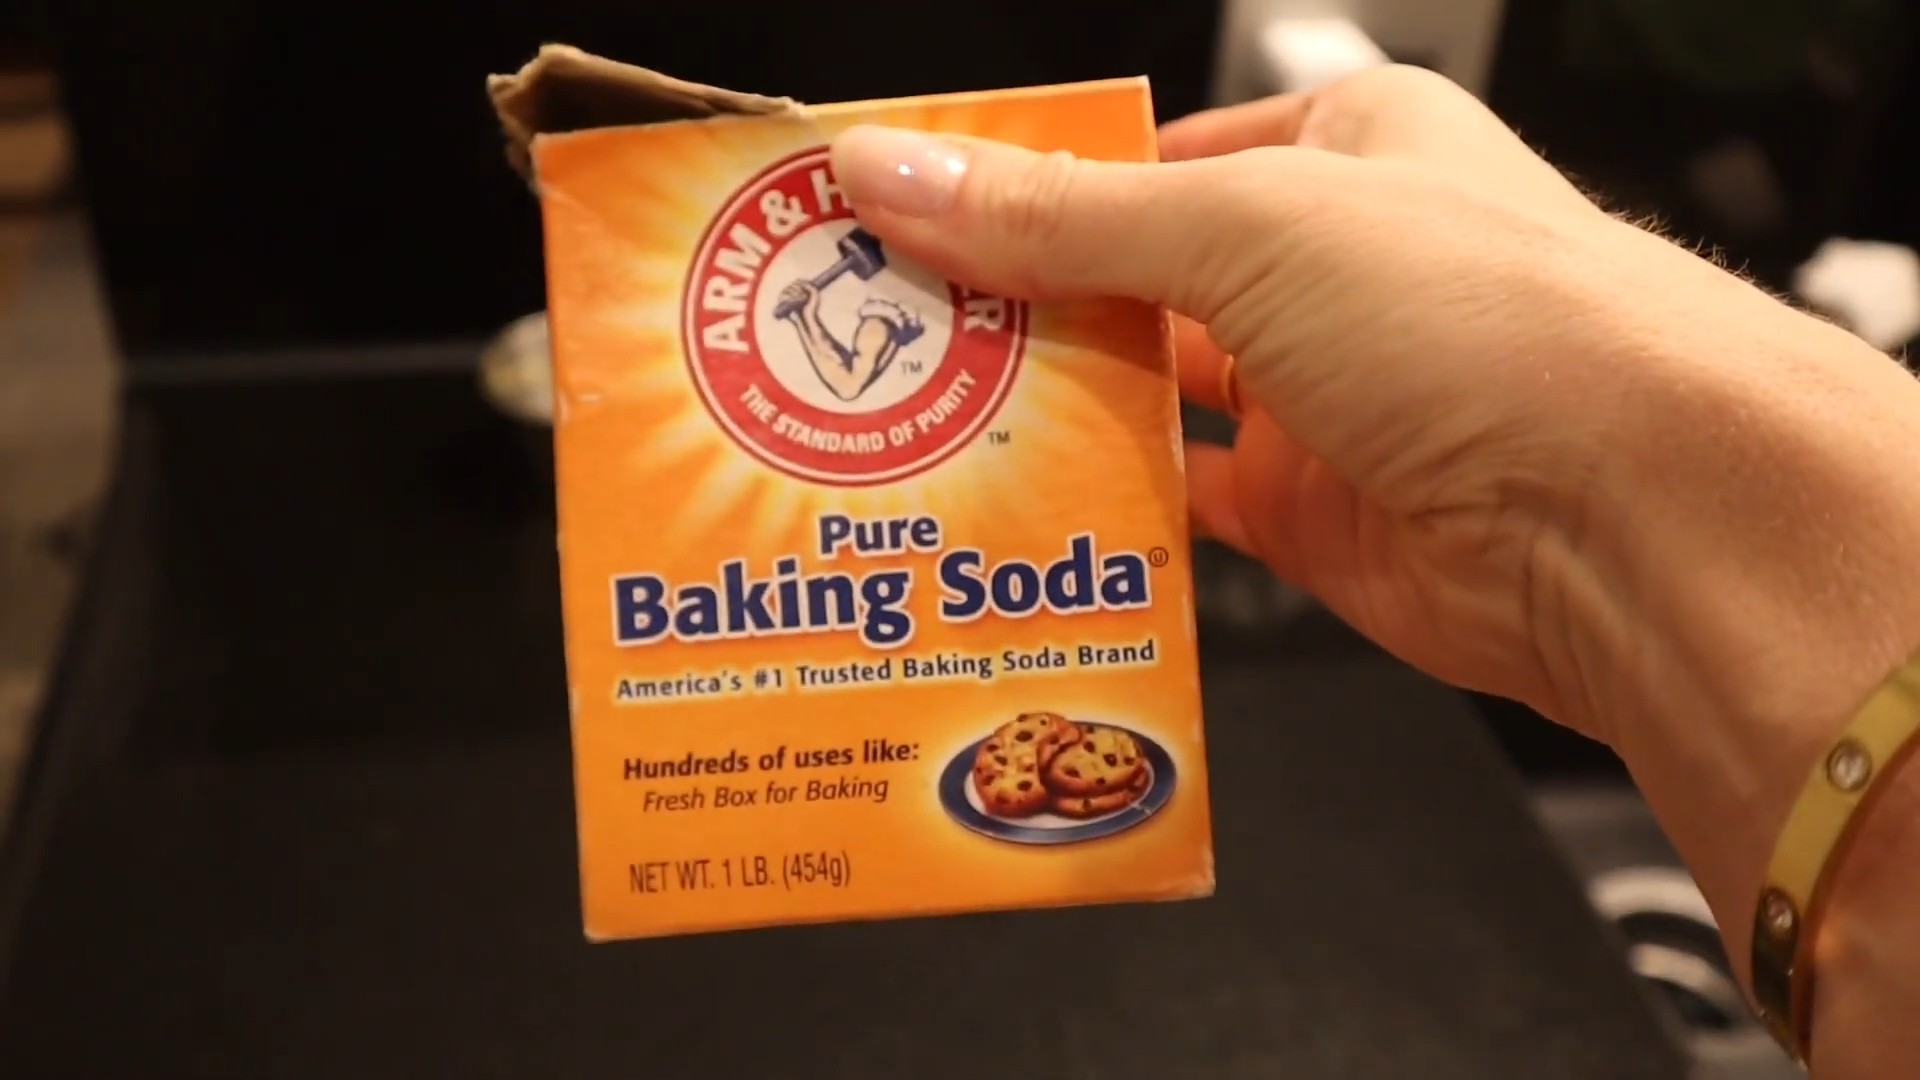 ARM & H
R
THE STANDARD OF PURITY
TM
TM
Pure
Baking Soda
America's #1 Trusted Baking Soda Brand
Hundreds of uses like:
Fresh Box for Baking
NET WT. 1 LB. (454g)